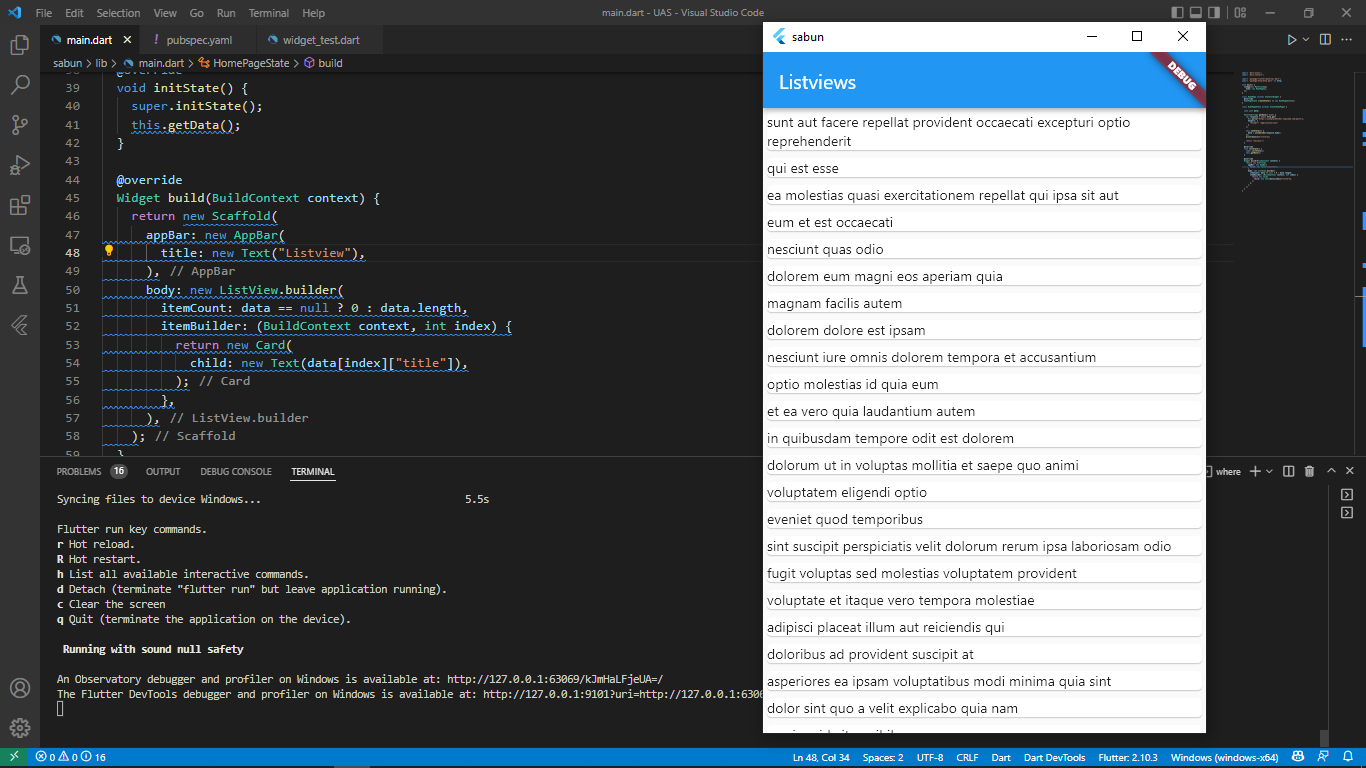 File Edit Selection View Go Run Terminal Help
main.dart - UAS - Visual Studio Code
main.dart
pubspec.yaml
widget_test.dart
sabun > lib > main.dart > HomePageState > build
39 void initState() {
40 super.initState();
41 this.getData();
42 }
43
44 @override
45 Widget build(BuildContext context) {
46 return new Scaffold(
47 appBar: new AppBar(
48 title: new Text("Listview"),
49 ), // AppBar
50 body: new ListView.builder(
51 itemCount: data == null ? 0 : data.length,
52 itemBuilder: (BuildContext context, int index) {
53 return new Card(
54 child: new Text(data[index]["title"]),
55 ); // Card
56 },
57 ), // ListView.builder
58 ); // Scaffold
59 }
PROBLEMS 16 OUTPUT DEBUG CONSOLE TERMINAL
where
Syncing files to device Windows... 5.5s
Flutter run key commands.
r Hot reload.
R Hot restart.
h List all available interactive commands.
d Detach (terminate "flutter run" but leave application running).
c Clear the screen
q Quit (terminate the application on the device).
Running with sound null safety
An Observatory debugger and profiler on Windows is available at: http://127.0.0.1:63069/kJmHaLFjeUA=/
The Flutter DevTools debugger and profiler on Windows is available at: http://127.0.0.1:9101?uri=http://127.0.0.1:6306
sabun
Listviews
DEBUG
sunt aut facere repellat provident occaecati excepturi optio
reprehenderit
qui est esse
ea molestias quasi exercitationem repellat qui ipsa sit aut
eum et est occaecati
nesciunt quas odio
dolorem eum magni eos aperiam quia
magnam facilis autem
dolorem dolore est ipsam
nesciunt iure omnis dolorem tempora et accusantium
optio molestias id quia eum
et ea vero quia laudantium autem
in quibusdam tempore odit est dolorem
dolorum ut in voluptas mollitia et saepe quo animi
voluptatem eligendi optio
eveniet quod temporibus
sint suscipit perspiciatis velit dolorum rerum ipsa laboriosam odio
fugit voluptas sed molestias voluptatem provident
voluptate et itaque vero tempora molestiae
adipisci placeat illum aut reiciendis qui
doloribus ad provident suscipit at
asperiores ea ipsam voluptatibus modi minima quia sint
dolor sint quo a velit explicabo quia nam
0 0 16
Ln 48, Col 34 Spaces: 2 UTF-8 CRLF Dart Dart DevTools Flutter: 2.10.3 Windows (windows-x64)